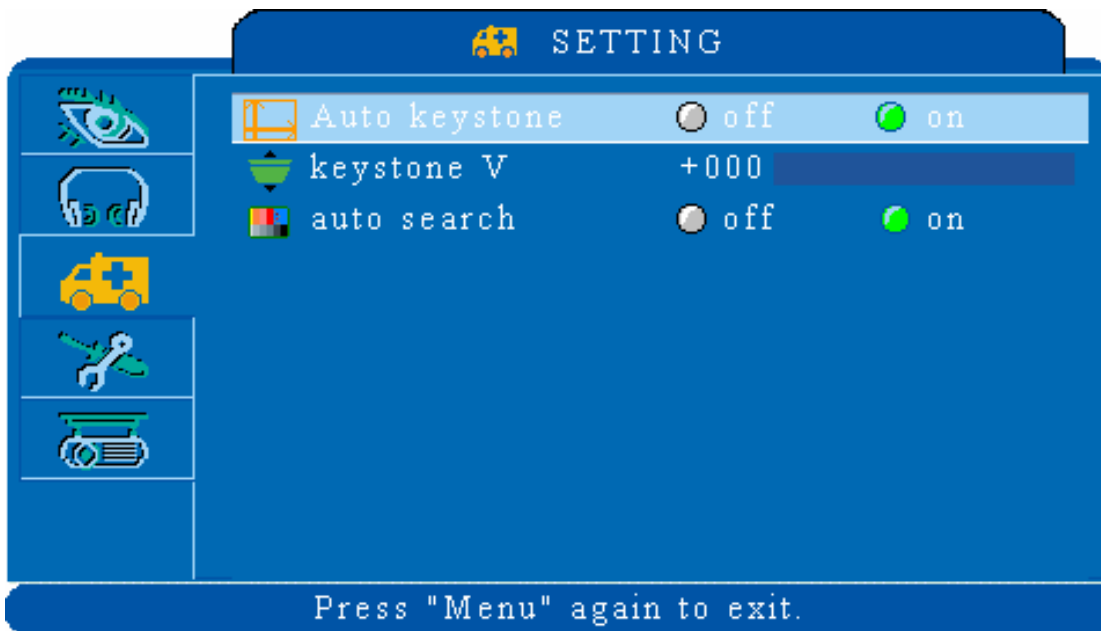 SETTING
Auto keystone off on
keystone V +000
auto search off on
Press "Menu" again to exit.